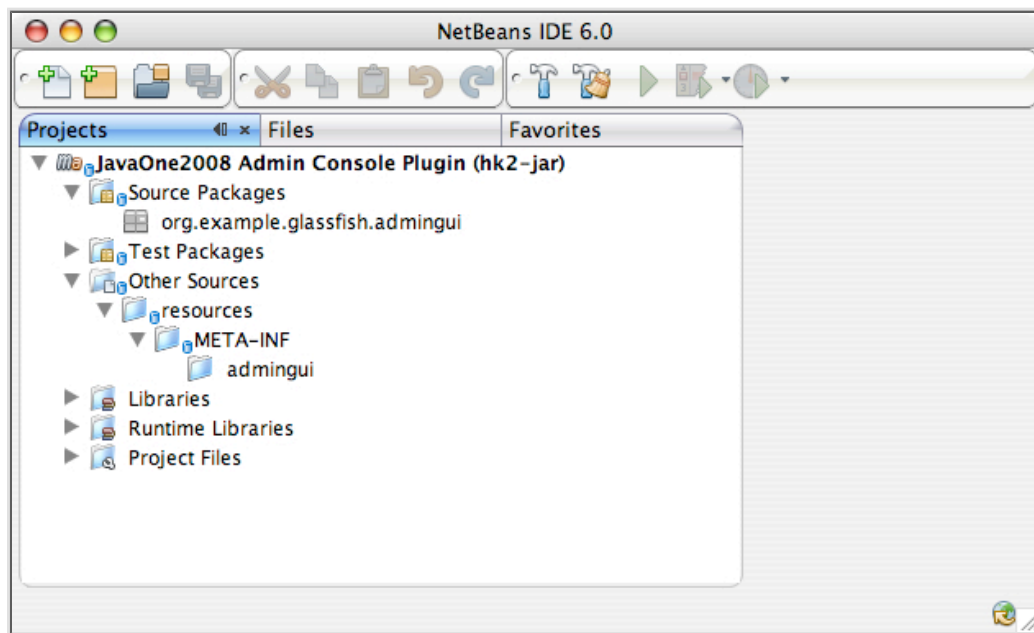 NetBeans IDE 6.0
Projects Files Favorites
JavaOne2008 Admin Console Plugin (hk2-jar)
Source Packages
org.example.glassfish.admingui
Test Packages
Other Sources
resources
META-INF
admingui
Libraries
Runtime Libraries
Project Files